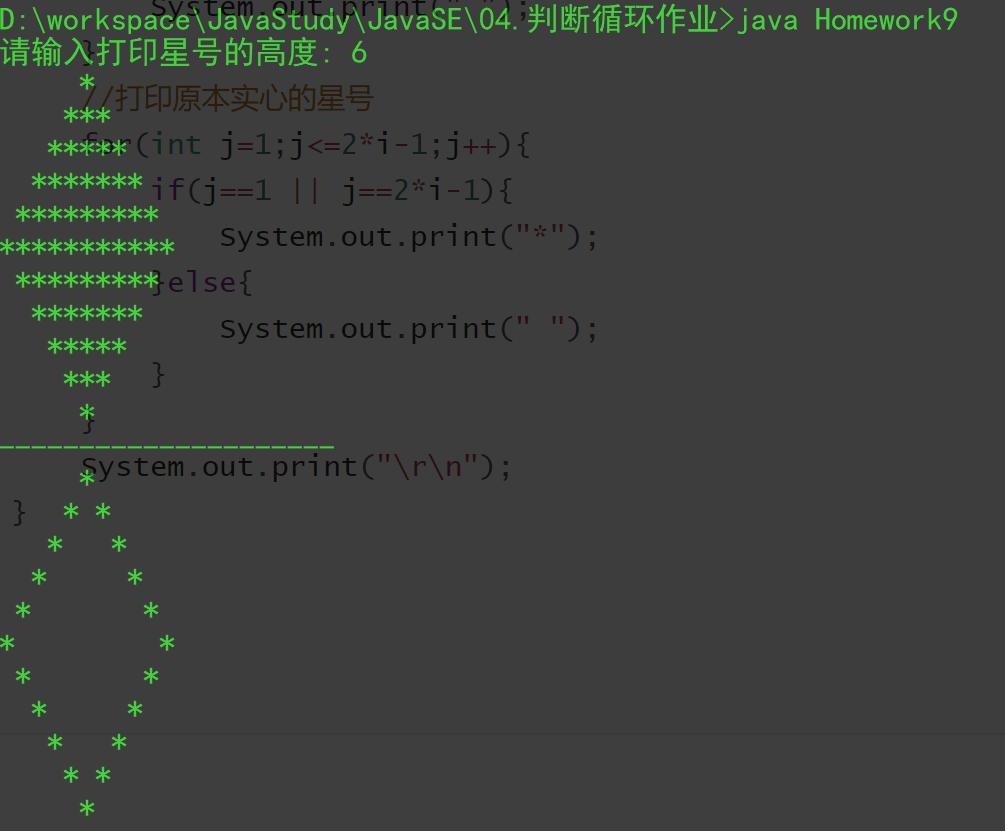 D:\workspace\JavaStudy\JavaSE\04.判断循环作业>java Homework9
请输入打印星号的高度: 6
     *
    ***
   *****
  *******
 *********
***********
 *********
  *******
   *****
    ***
     *
---------------------
     *
    * *
   *   *
  *     *
 *       *
*         *
 *       *
  *     *
   *   *
    * *
     *
System.out.print(" ");
}
//打印原本实心的星号
for(int j=1;j<=2*i-1;j++){
if(j==1 || j==2*i-1){
System.out.print("*");
}else{
System.out.print(" ");
}
}
System.out.print("\r\n");
}